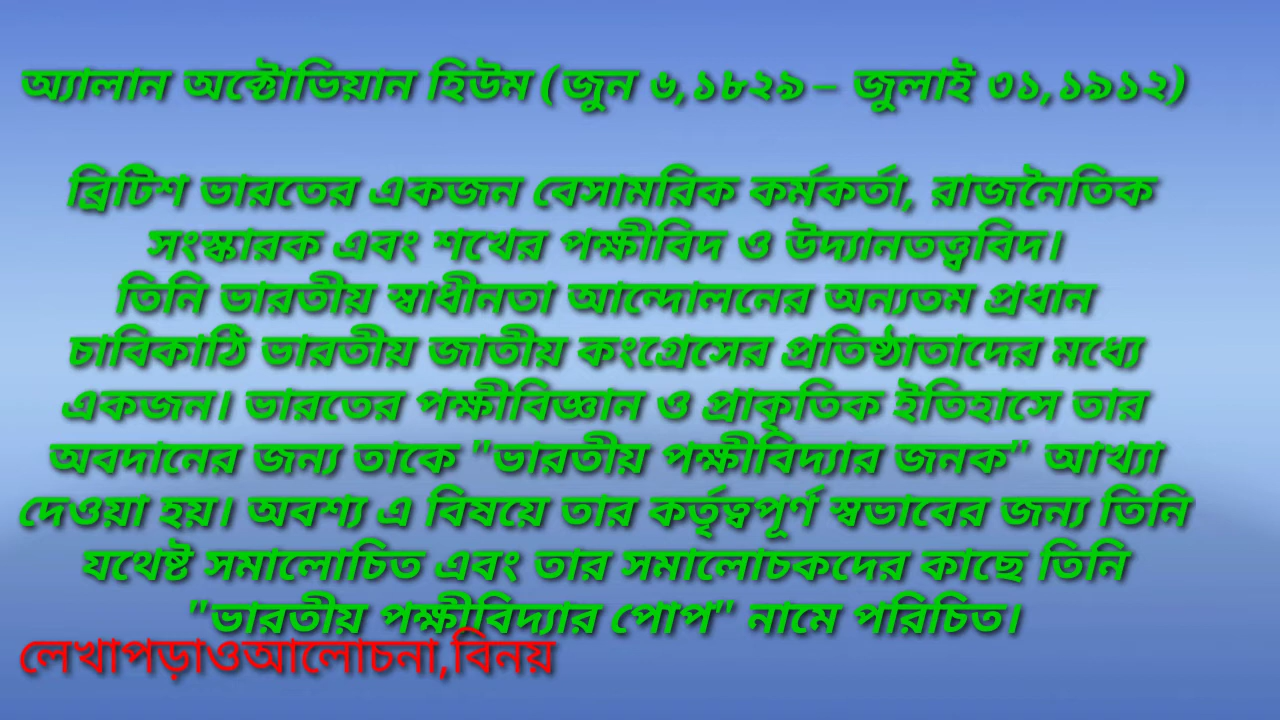 অ্যালান অক্টোভিয়ান হিউম (জুন ৬,১৮২৯ – জুলাই ৩১,১৯১২)
ব্রিটিশ ভারতের একজন বেসামরিক কর্মকর্তা, রাজনৈতিক
সংস্কারক এবং শখের পক্ষীবিদ ও উদ্যানতত্ত্ববিদ।
তিনি ভারতীয় স্বাধীনতা আন্দোলনের অন্যতম প্রধান
চাবিকাঠি ভারতীয় জাতীয় কংগ্রেসের প্রতিষ্ঠাতাদের মধ্যে
একজন। ভারতের পক্ষীবিজ্ঞান ও প্রাকৃতিক ইতিহাসে তার
অবদানের জন্য তাকে "ভারতীয় পক্ষীবিদ্যার জনক" আখ্যা
দেওয়া হয়। অবশ্য এ বিষয়ে তার কর্তৃত্বপূর্ণ স্বভাবের জন্য তিনি
যথেষ্ট সমালোচিত এবং তার সমালোচকদের কাছে তিনি
"ভারতীয় পক্ষীবিদ্যার পোপ" নামে পরিচিত।
লেখাপড়াওআলোচনা,বিনয়